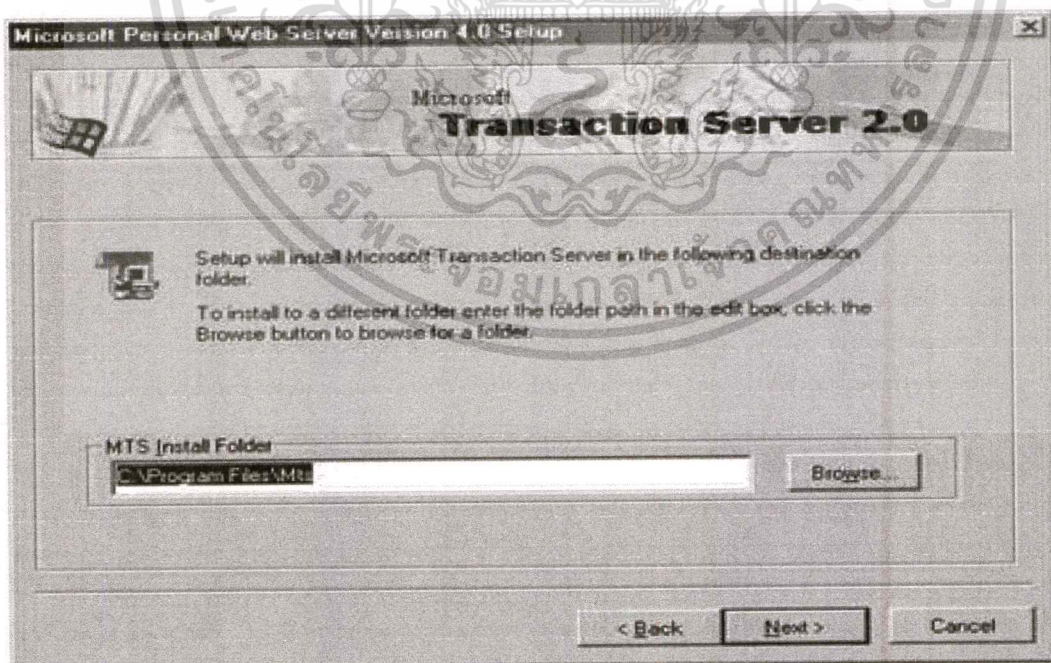 Microsoft Personal Web Server Version 4.0 Setup
Microsoft
Transaction Server 2.0
Setup will install Microsoft Transaction Server in the following destination
folder.
To install to a different folder enter the folder path in the edit box, click the
Browse button to browse for a folder.
MTS Install Folder
C:\Program Files\Mts
Browse...
< Back
Next >
Cancel